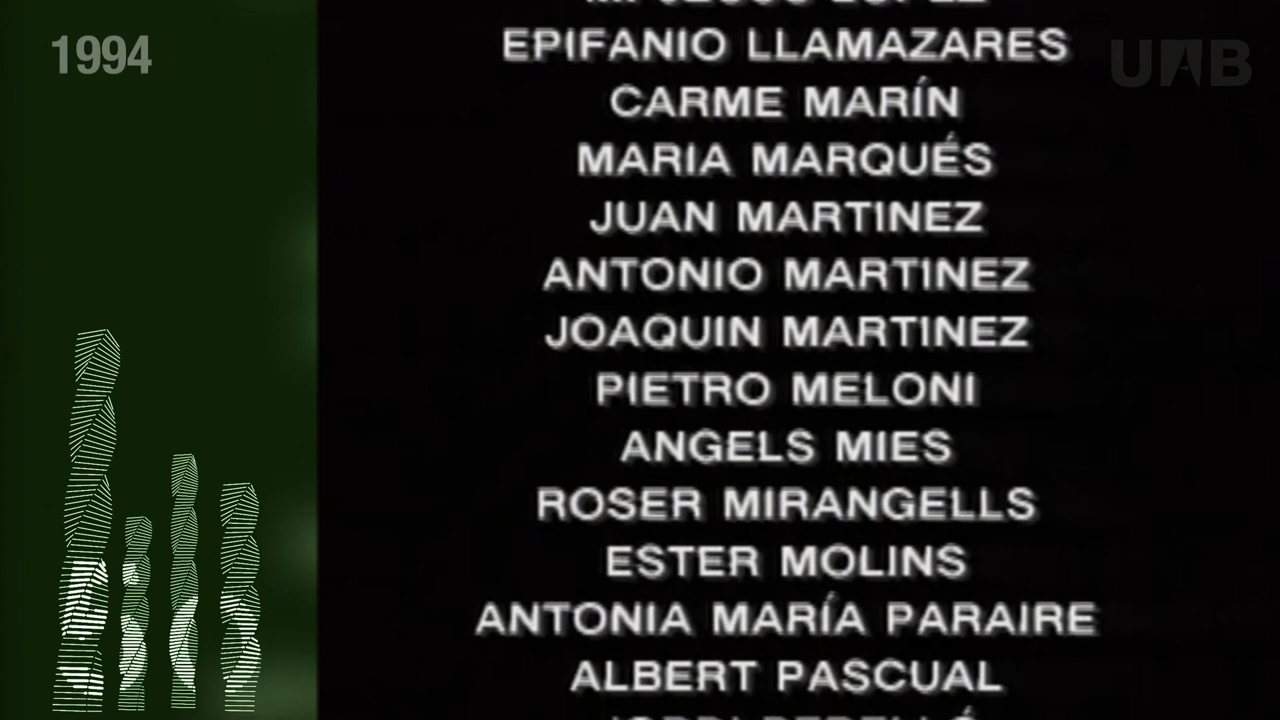 1994
UAB
EPIFANIO LLAMAZARES
CARME MARÍN
MARIA MARQUÉS
JUAN MARTINEZ
ANTONIO MARTINEZ
JOAQUIN MARTINEZ
PIETRO MELONI
ANGELS MIES
ROSER MIRANGELLS
ESTER MOLINS
ANTONIA MARÍA PARAIRE
ALBERT PASCUAL